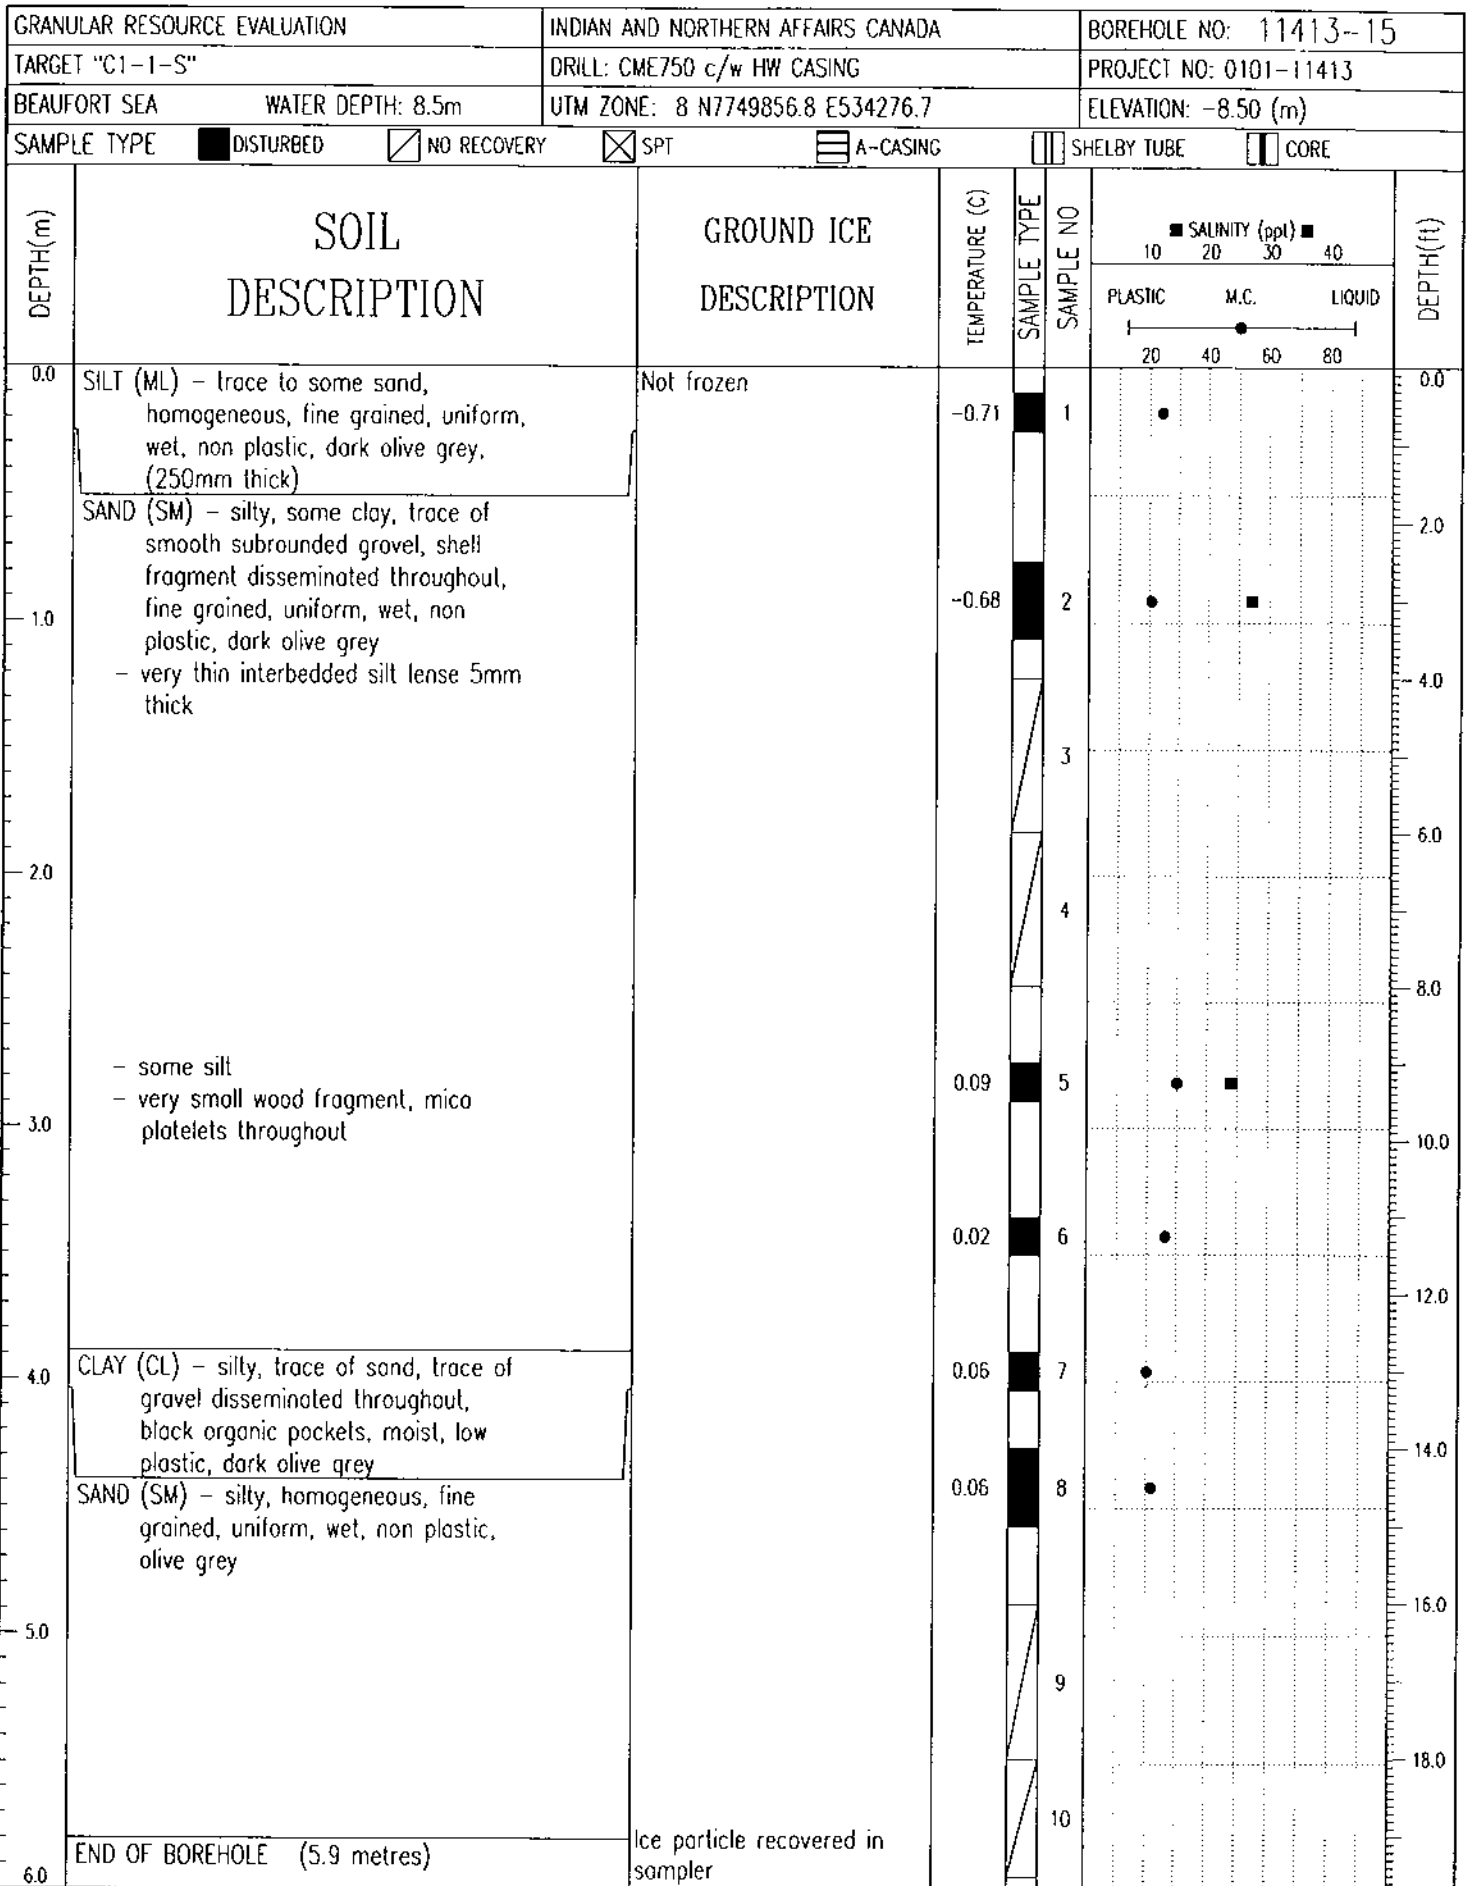 GRANULAR RESOURCE EVALUATION
INDIAN AND NORTHERN AFFAIRS CANADA
BOREHOLE NO: 11413--15
TARGET "C1-1-S"
DRILL: CME750 c/w HW CASING
PROJECT NO: 0101-11413
BEAUFORT SEA WATER DEPTH: 8.5m
UTM ZONE: 8 N7749856.8 E534276.7
ELEVATION: -8.50 (m)
SAMPLE TYPE DISTURBED NO RECOVERY SPT A-CASING SHELBY TUBE CORE
DEPTH(m)
SOIL
DESCRIPTION
GROUND ICE
DESCRIPTION
TEMPERATURE (C)
SAMPLE TYPE
SAMPLE NO
SALINITY (ppt)
10 20 30 40
PLASTIC M.C. LIQUID
20 40 60 80
DEPTH(ft)
0.0
SILT (ML) - trace to some sand,
homogeneous, fine grained, uniform,
wet, non plastic, dark olive grey,
(250mm thick)
Not frozen
-0.71 1
0.0
SAND (SM) - silty, some clay, trace of
smooth subrounded gravel, shell
fragment disseminated throughout,
fine grained, uniform, wet, non
plastic, dark olive grey
- very thin interbedded silt lense 5mm
thick
2.0
-0.68 2
1.0
4.0
3
6.0
2.0
4
8.0
- some silt
- very small wood fragment, mica
platelets throughout
0.09 5
3.0
10.0
0.02 6
12.0
CLAY (CL) - silty, trace of sand, trace of
gravel disseminated throughout,
black organic pockets, moist, low
plastic, dark olive grey
0.06 7
4.0
14.0
SAND (SM) - silty, homogeneous, fine
grained, uniform, wet, non plastic,
olive grey
0.06 8
16.0
5.0
9
18.0
10
END OF BOREHOLE (5.9 metres)
Ice particle recovered in
sampler
6.0